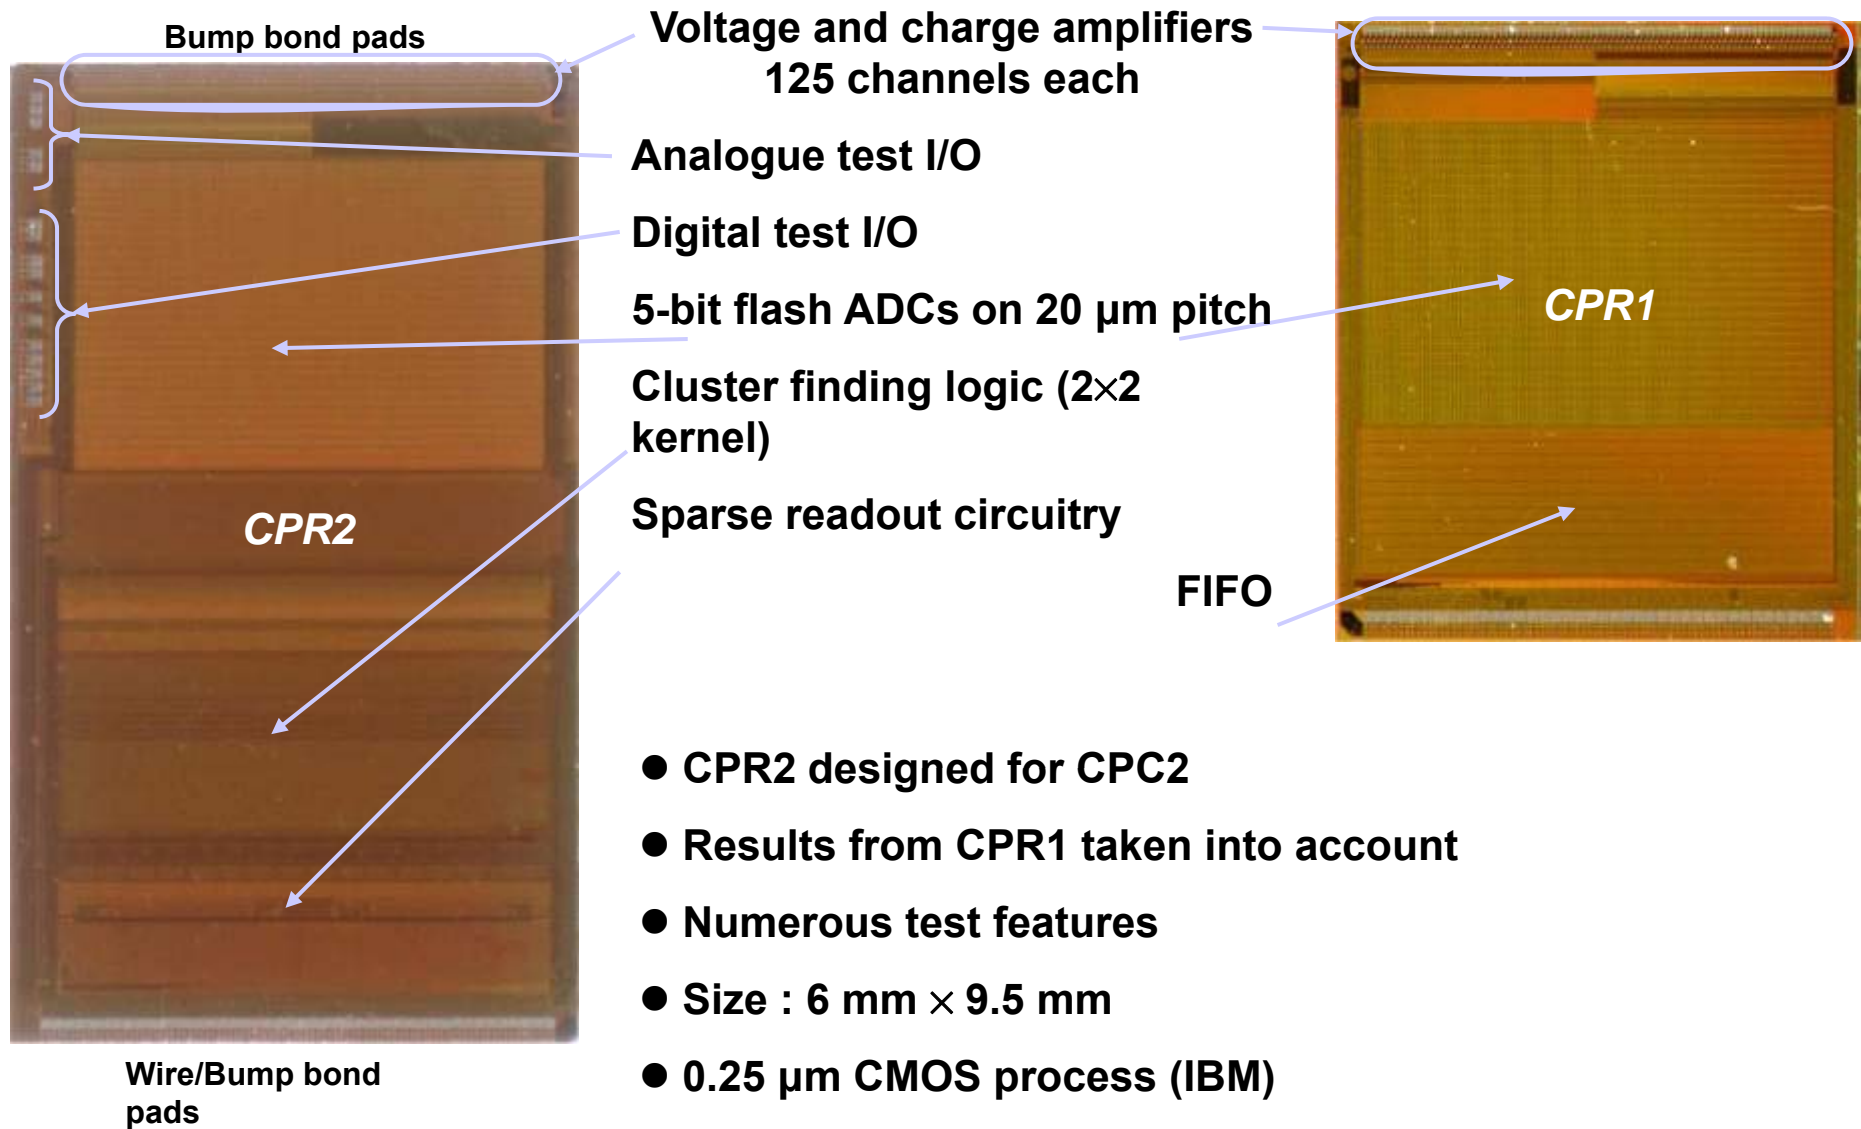 Bump bond pads
Voltage and charge amplifiers
125 channels each
Analogue test I/O
Digital test I/O
5-bit flash ADCs on 20 µm pitch
CPR1
Cluster finding logic (2×2
kernel)
Sparse readout circuitry
CPR2
FIFO
● CPR2 designed for CPC2
● Results from CPR1 taken into account
● Numerous test features
● Size : 6 mm × 9.5 mm
● 0.25 µm CMOS process (IBM)
Wire/Bump bond
pads